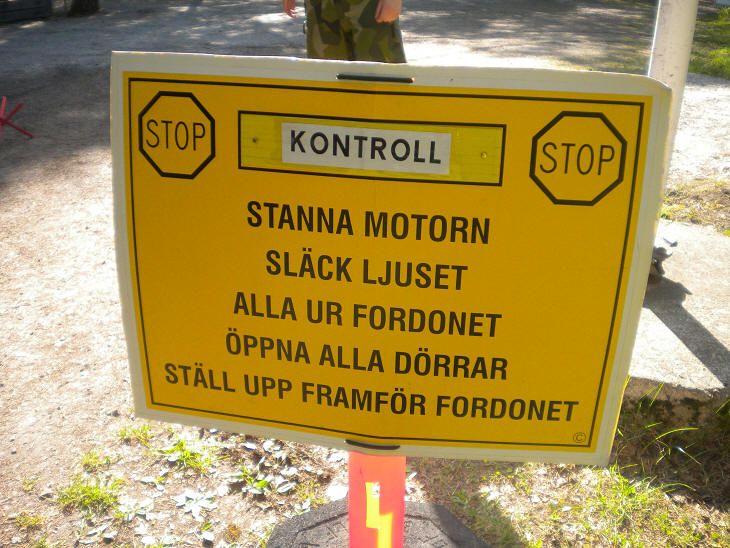 STOP KONTROLL STOP
STANNA MOTORN
SLÄCK LJUSET
ALLA UR FORDONET
ÖPPNA ALLA DÖRRAR
STÄLL UPP FRAMFÖR FORDONET
©